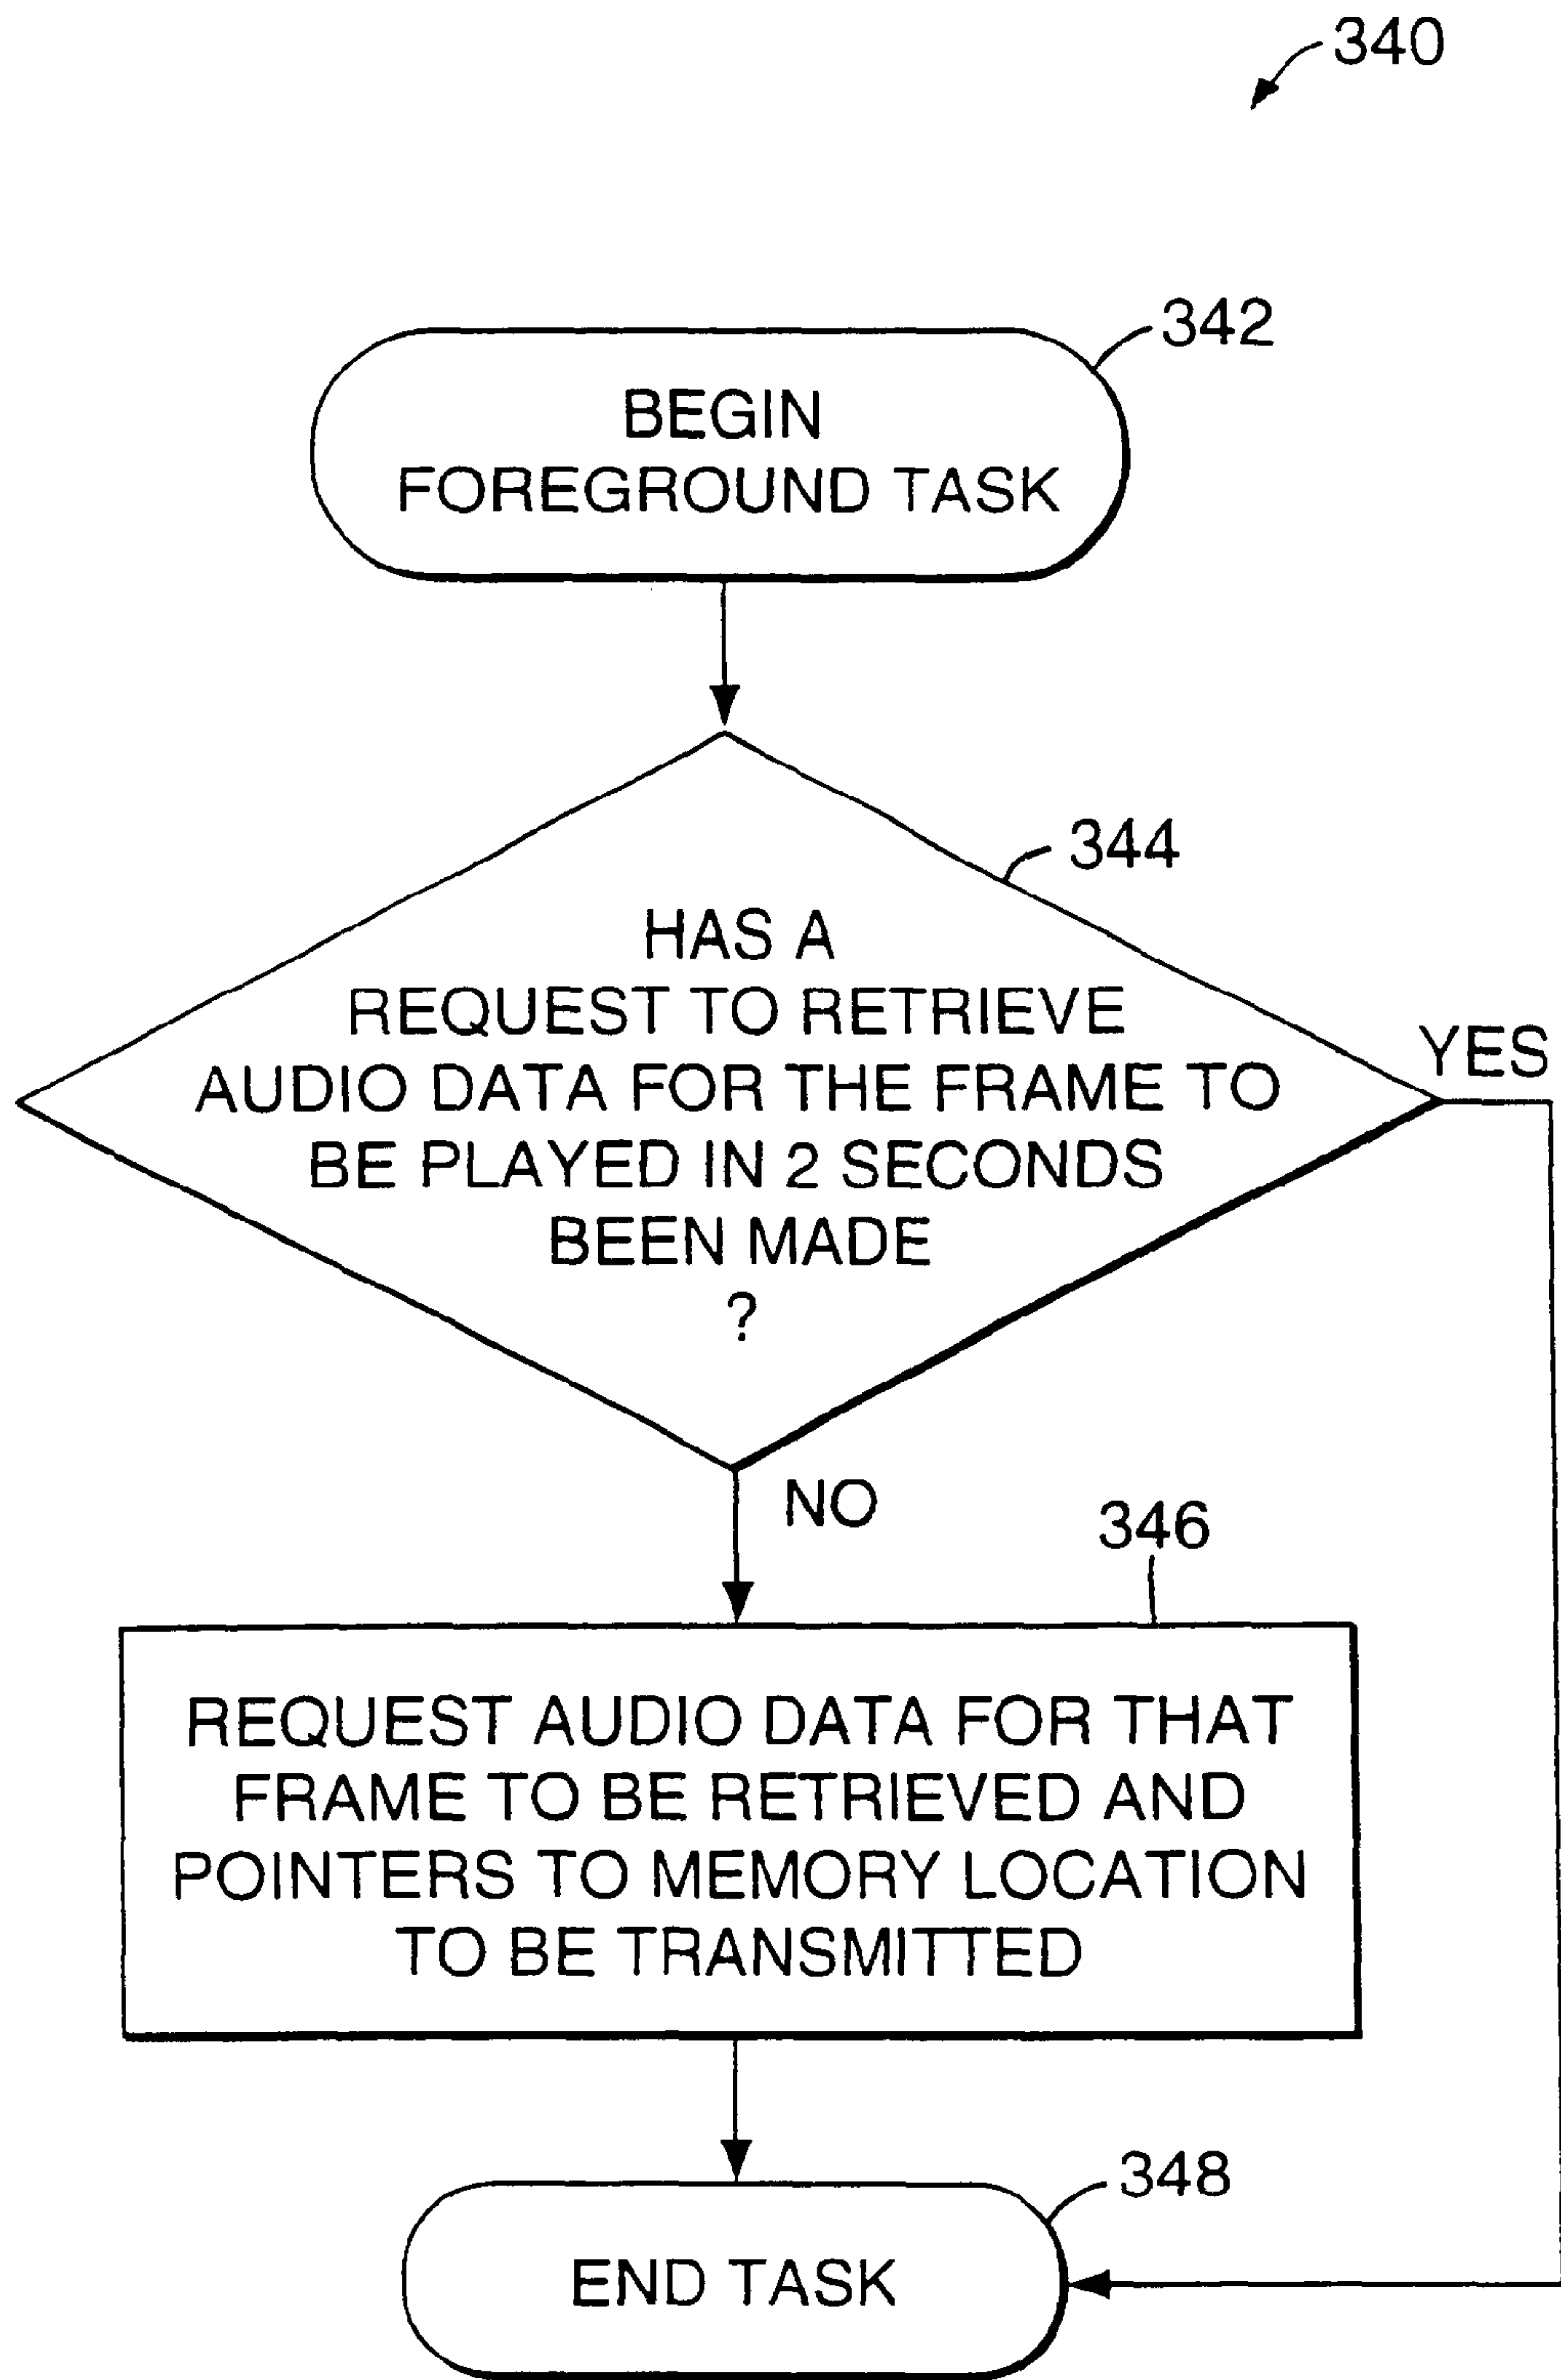 340
342
BEGIN
FOREGROUND TASK
344
HAS A
REQUEST TO RETRIEVE
AUDIO DATA FOR THE FRAME TO
BE PLAYED IN 2 SECONDS
BEEN MADE
?
YES
NO
346
REQUEST AUDIO DATA FOR THAT
FRAME TO BE RETRIEVED AND
POINTERS TO MEMORY LOCATION
TO BE TRANSMITTED
348
END TASK